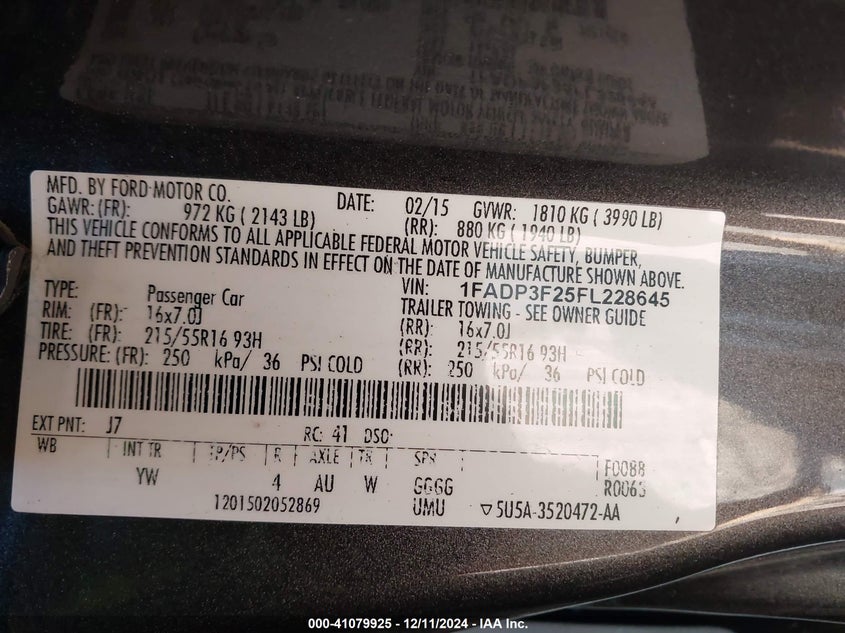 MFD. BY FORD MOTOR CO. DATE: 02/15 GVWR: 1810 KG ( 3990 LB)
GAWR: (FR): 972 KG ( 2143 LB) (RR): 880 KG ( 1940 LB)
THIS VEHICLE CONFORMS TO ALL APPLICABLE FEDERAL MOTOR VEHICLE SAFETY, BUMPER,
AND THEFT PREVENTION STANDARDS IN EFFECT ON THE DATE OF MANUFACTURE SHOWN ABOVE.
VIN: 1FADP3F25FL228645
TYPE: Passenger Car TRAILER TOWING - SEE OWNER GUIDE
RIM: (FR): 16x7.0J (RR): 16x7.0J
TIRE: (FR): 215/55R16 93H (RR): 215/55R16 93H
PRESSURE: (FR): 250 kPa/ 36 PSI COLD (RR): 250 kPa/ 36 PSI COLD
EXT PNT: J7 RC: 41 DSO:
WB INT TR TP/PS R AXLE TR SPR F0088
YW 4 AU W GGGG R0063
1201502052869 UMU ▽5U5A-3520472-AA
000-41079925 - 12/11/2024 - IAA Inc.